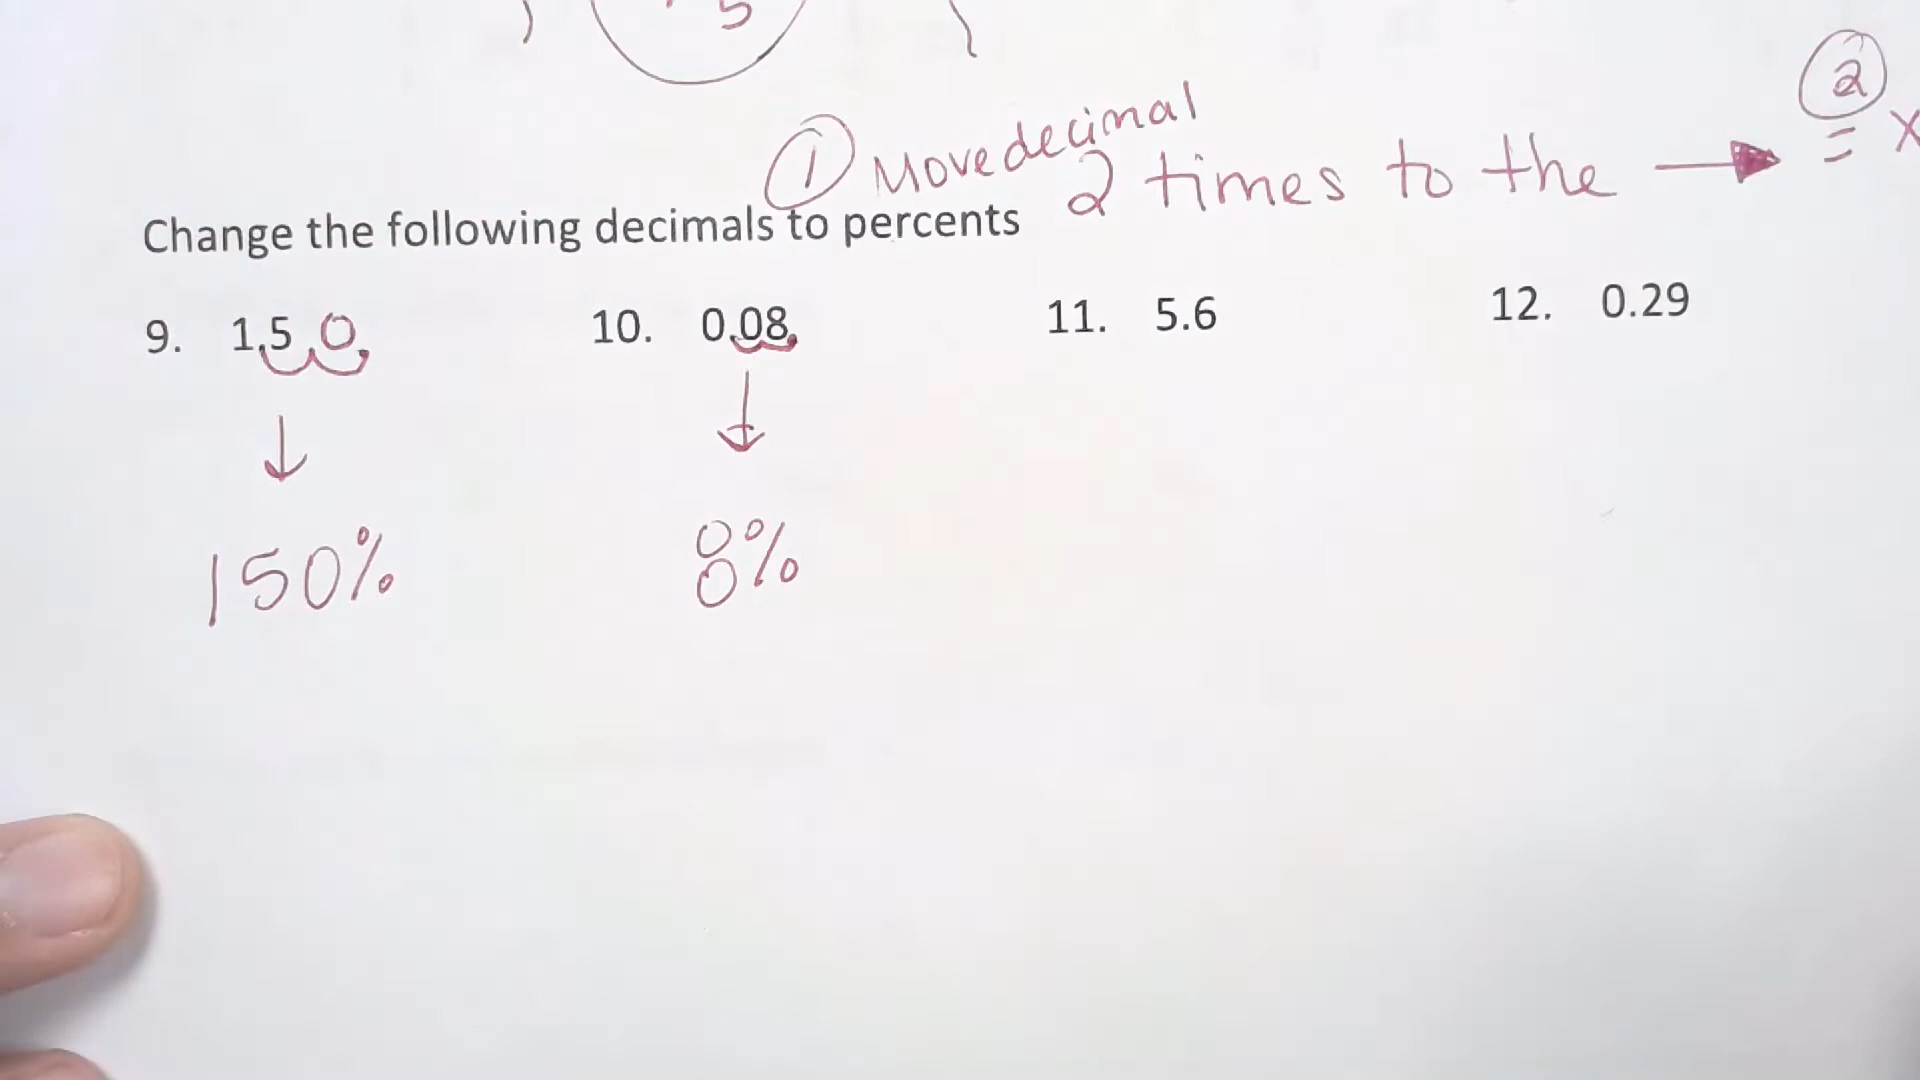 5
① Move decimal
2 times to the → ②
= x
Change the following decimals to percents
9. 1.5 0. 10. 0.08. 11. 5.6 12. 0.29
↓ ↓
150% 8%